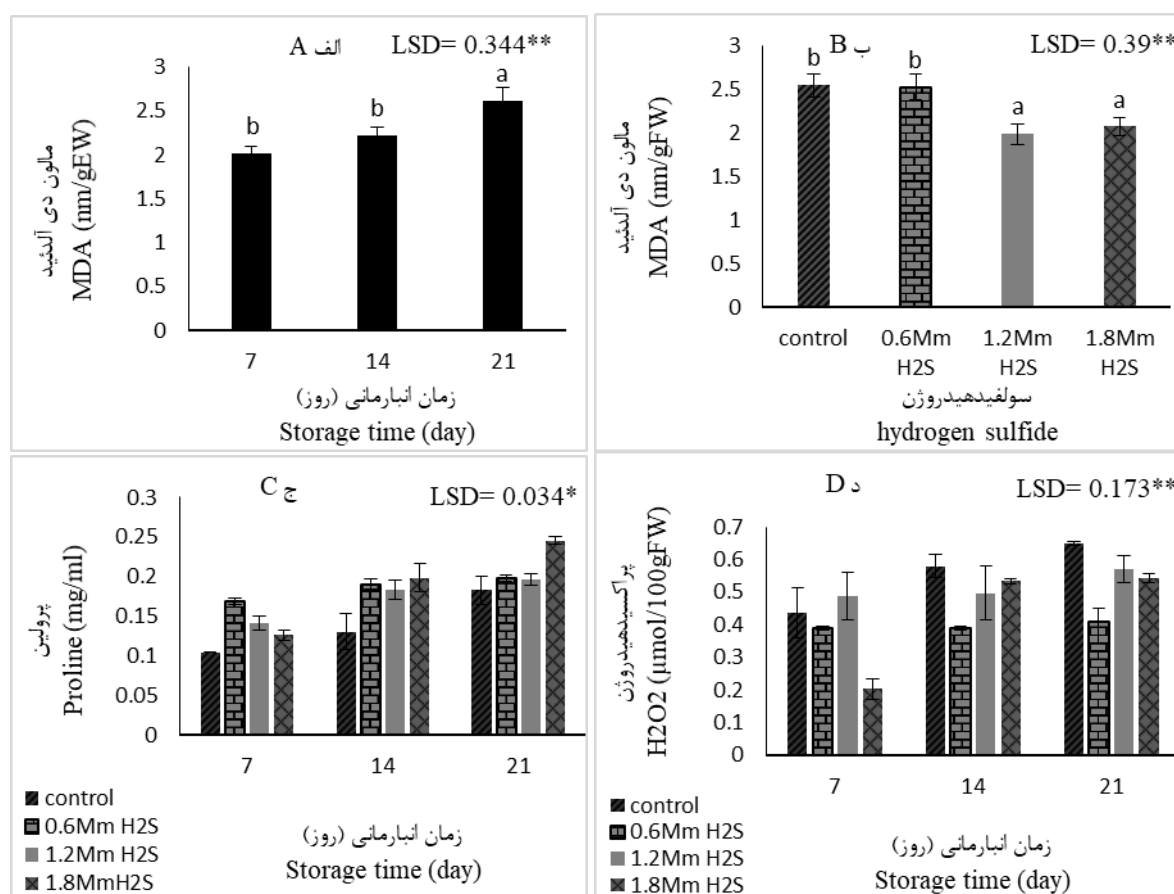 الف A
LSD= 0.344**
مالون دی آلدئید
MDA (nm/gEW)
3
2.5
2
1.5
1
0.5
0
b
b
a
7 14 21
زمان انبارمانی (روز)
Storage time (day)
ب B
LSD= 0.39**
مالون دی آلدئید
MDA (nm/gFW)
3
2.5
2
1.5
1
0.5
0
b
b
a
a
control 0.6Mm 1.2Mm 1.8Mm
H2S H2S H2S
سولفیدهیدروژن
hydrogen sulfide
ج C
LSD= 0.034*
پرولین
Proline (mg/ml)
0.3
0.25
0.2
0.15
0.1
0.05
0
7 14 21
control
0.6Mm H2S
1.2Mm H2S
1.8MmH2S
زمان انبارمانی (روز)
Storage time (day)
د D
LSD= 0.173**
پراکسیدهیدروژن
H2O2 (µmol/100gFW)
0.7
0.6
0.5
0.4
0.3
0.2
0.1
0
7 14 21
control
0.6Mm H2S
1.2Mm H2S
1.8Mm H2S
زمان انبارمانی (روز)
Storage time (day)